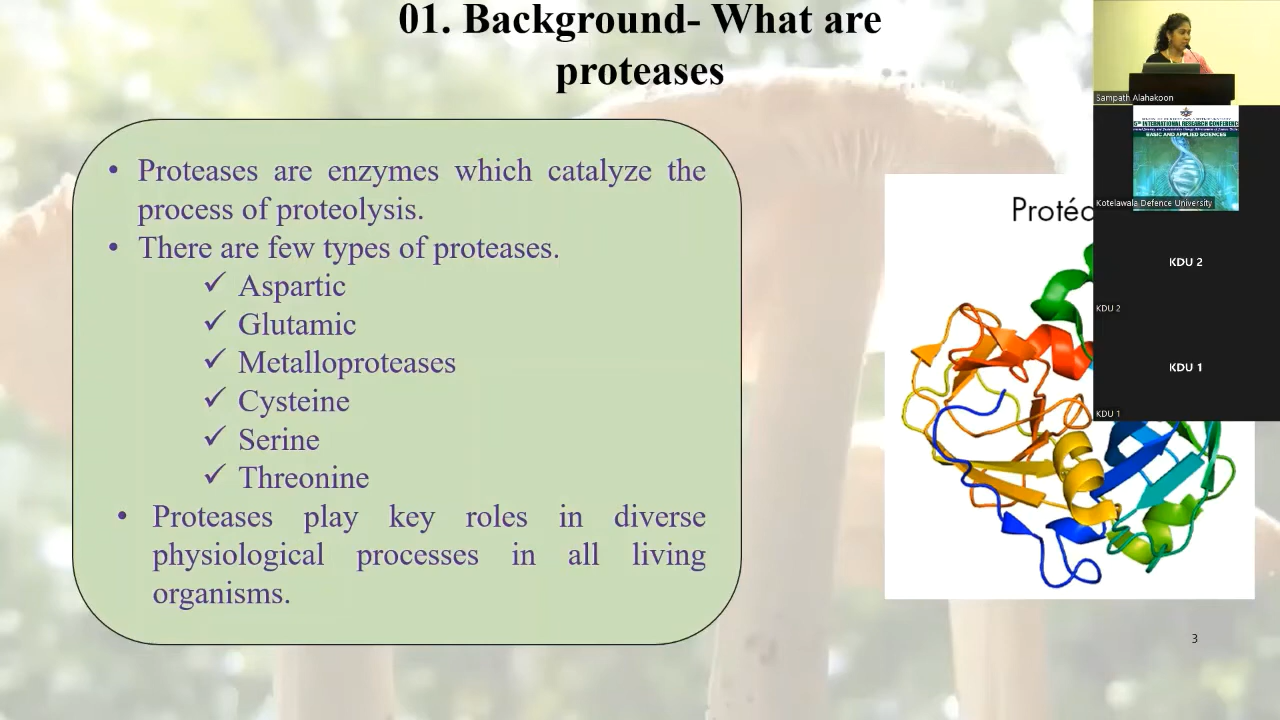 01. Background- What are
proteases
• Proteases are enzymes which catalyze the
process of proteolysis.
• There are few types of proteases.
✓ Aspartic
✓ Glutamic
✓ Metalloproteases
✓ Cysteine
✓ Serine
✓ Threonine
• Proteases play key roles in diverse
physiological processes in all living
organisms.
Sampath Alahakoon
INTERNATIONAL RESEARCH CONFERENCE
BASIC AND APPLIED SCIENCES
Kotelawala Defence University
KDU 2
KDU 2
KDU 1
KDU 1
3